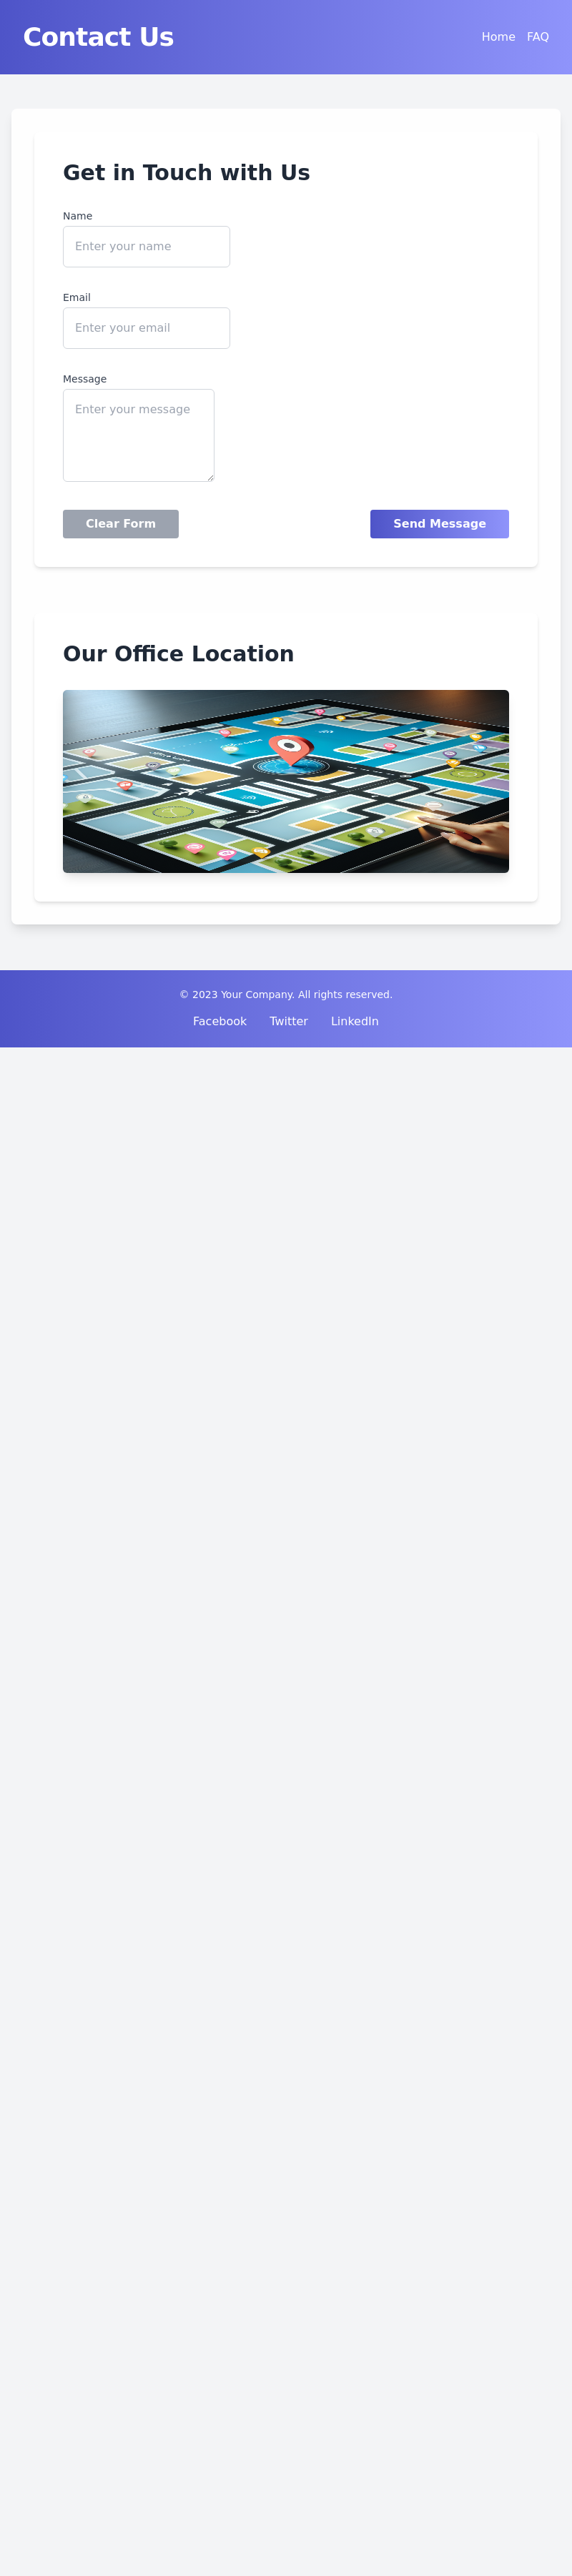 Contact Us
Home FAQ
Get in Touch with Us
Name
Enter your name
Email
Enter your email
Message
Enter your message
Clear Form Send Message
Our Office Location
© 2023 Your Company. All rights reserved.
Facebook Twitter LinkedIn